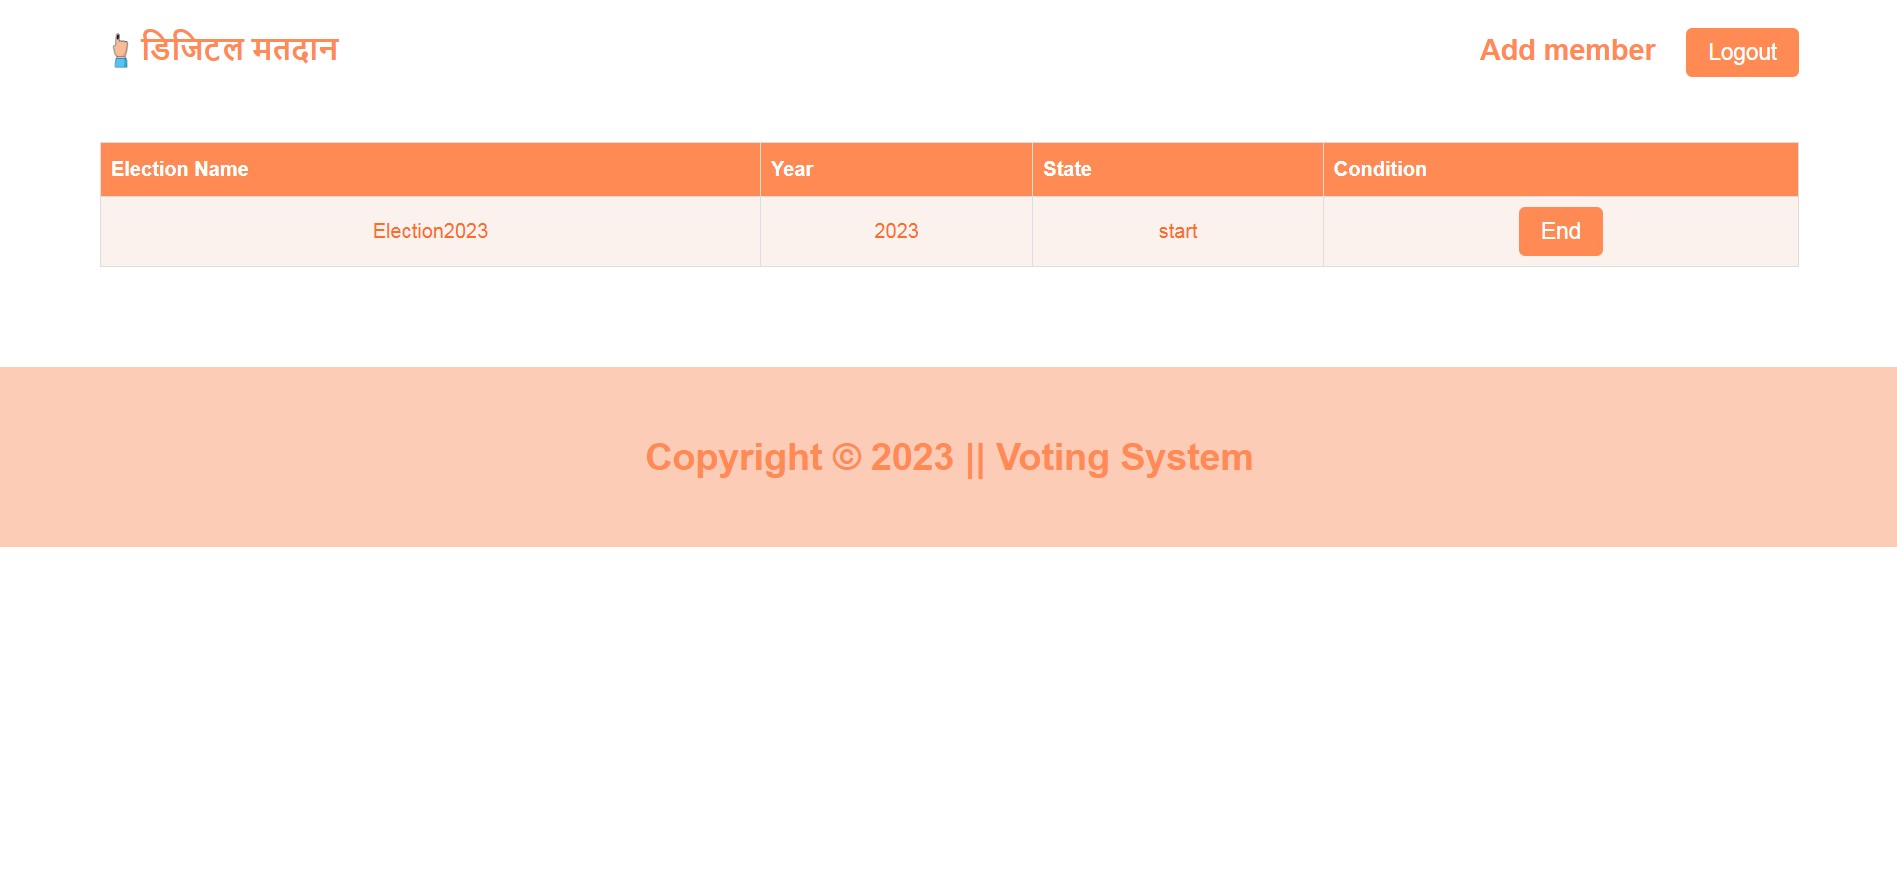 डिजिटल मतदान
Add member Logout
Election Name Year State Condition
Election2023 2023 start End
Copyright © 2023 || Voting System